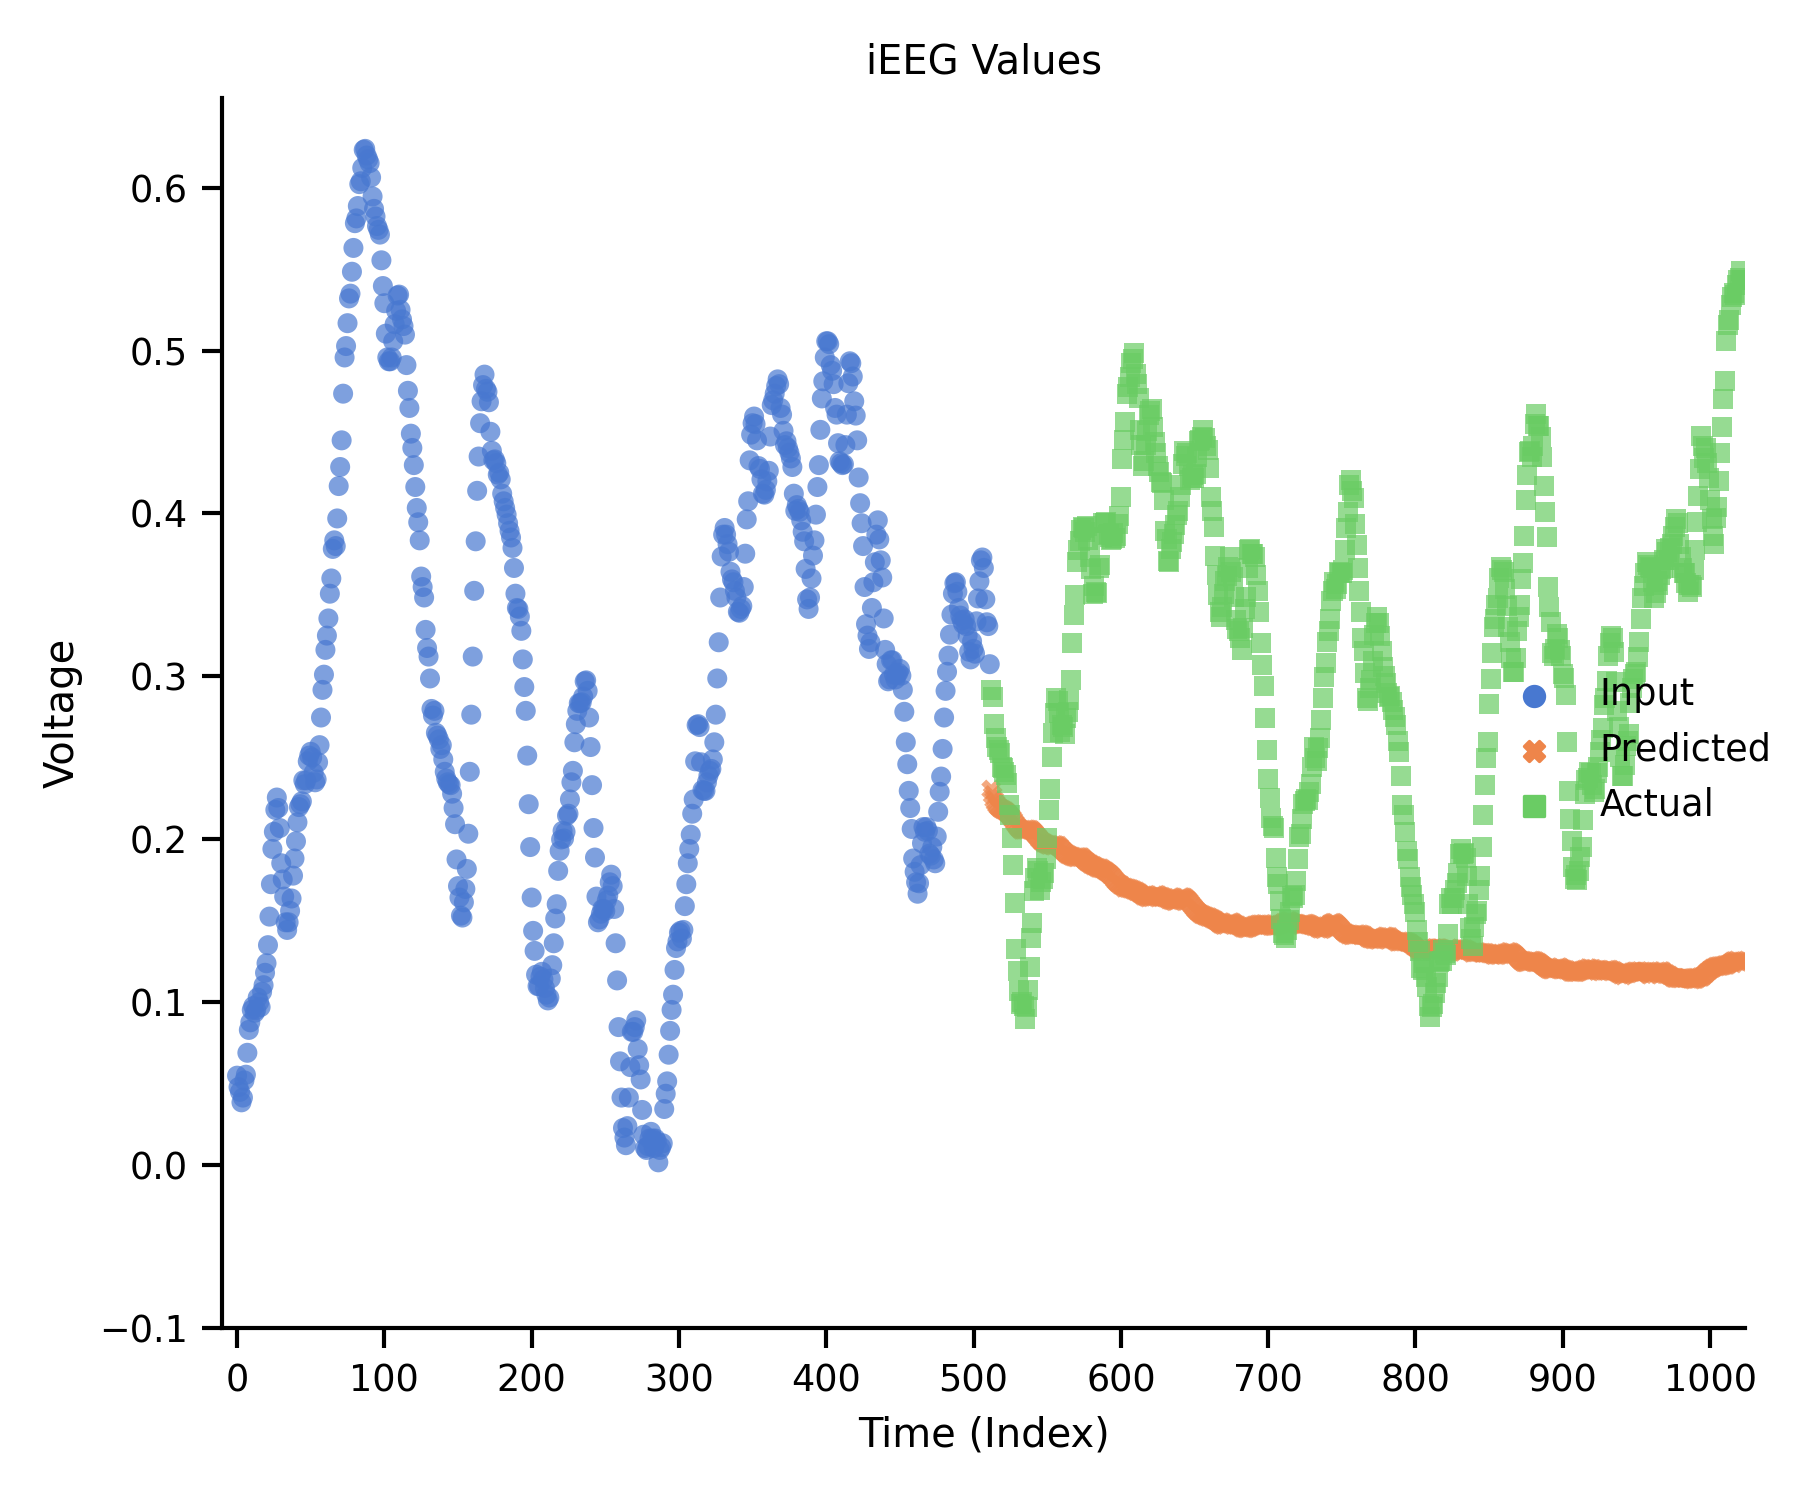 iEEG Values
Voltage
0.6
0.5
0.4
0.3
0.2
0.1
0.0
−0.1
Input
Predicted
Actual
0 100 200 300 400 500 600 700 800 900 1000
Time (Index)